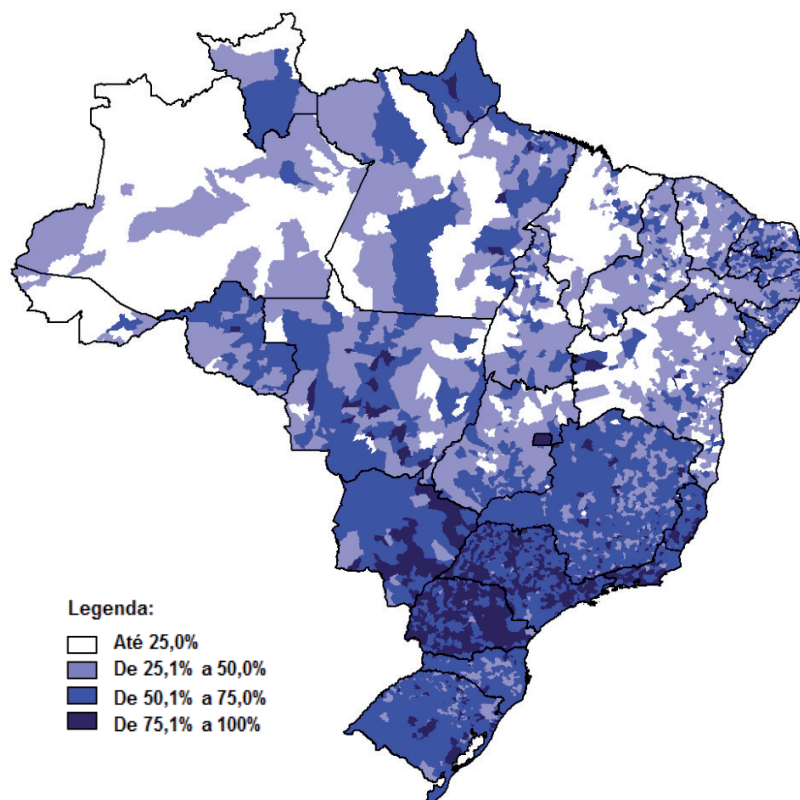 Legenda:
Até 25,0%
De 25,1% a 50,0%
De 50,1% a 75,0%
De 75,1% a 100%